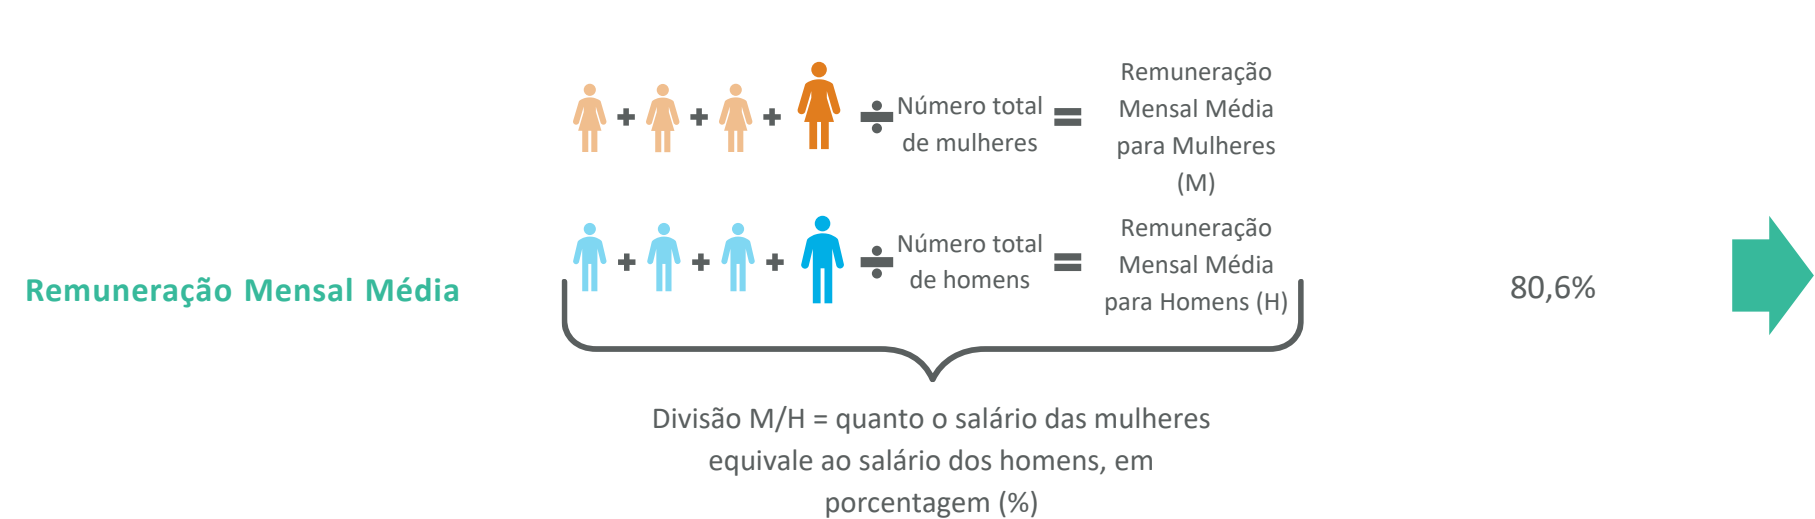 Remuneração Mensal Média
Número total
de mulheres
Remuneração
Mensal Média
para Mulheres
(M)
Número total
de homens
Remuneração
Mensal Média
para Homens (H)
Divisão M/H = quanto o salário das mulheres
equivale ao salário dos homens, em
porcentagem (%)
80,6%